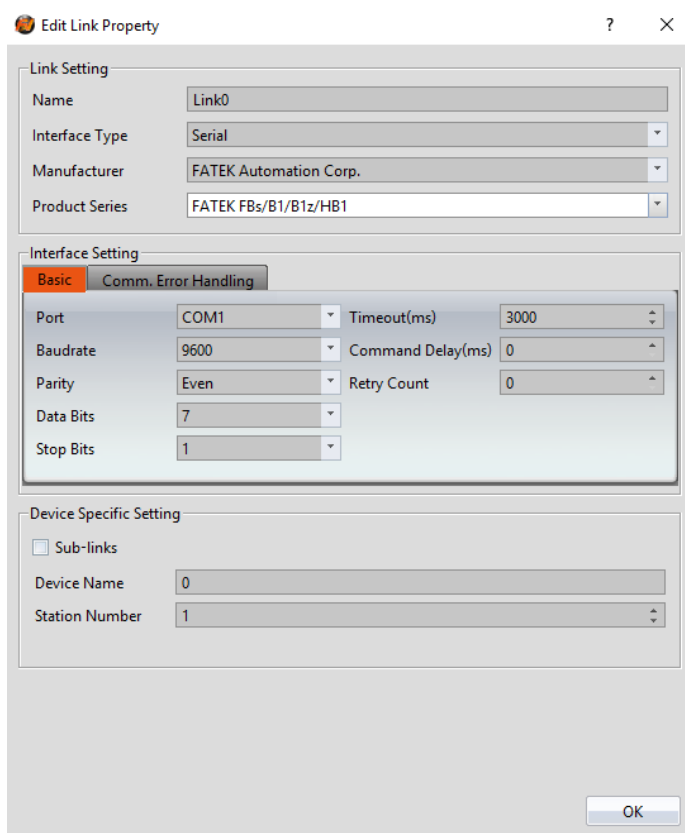 Edit Link Property ?
Link Setting
Name Link0
Interface Type Serial
Manufacturer FATEK Automation Corp.
Product Series FATEK FBs/B1/B1z/HB1
Interface Setting
Basic Comm. Error Handling
Port COM1 Timeout(ms) 3000
Baudrate 9600 Command Delay(ms) 0
Parity Even Retry Count 0
Data Bits 7
Stop Bits 1
Device Specific Setting
Sub-links
Device Name 0
Station Number 1
OK